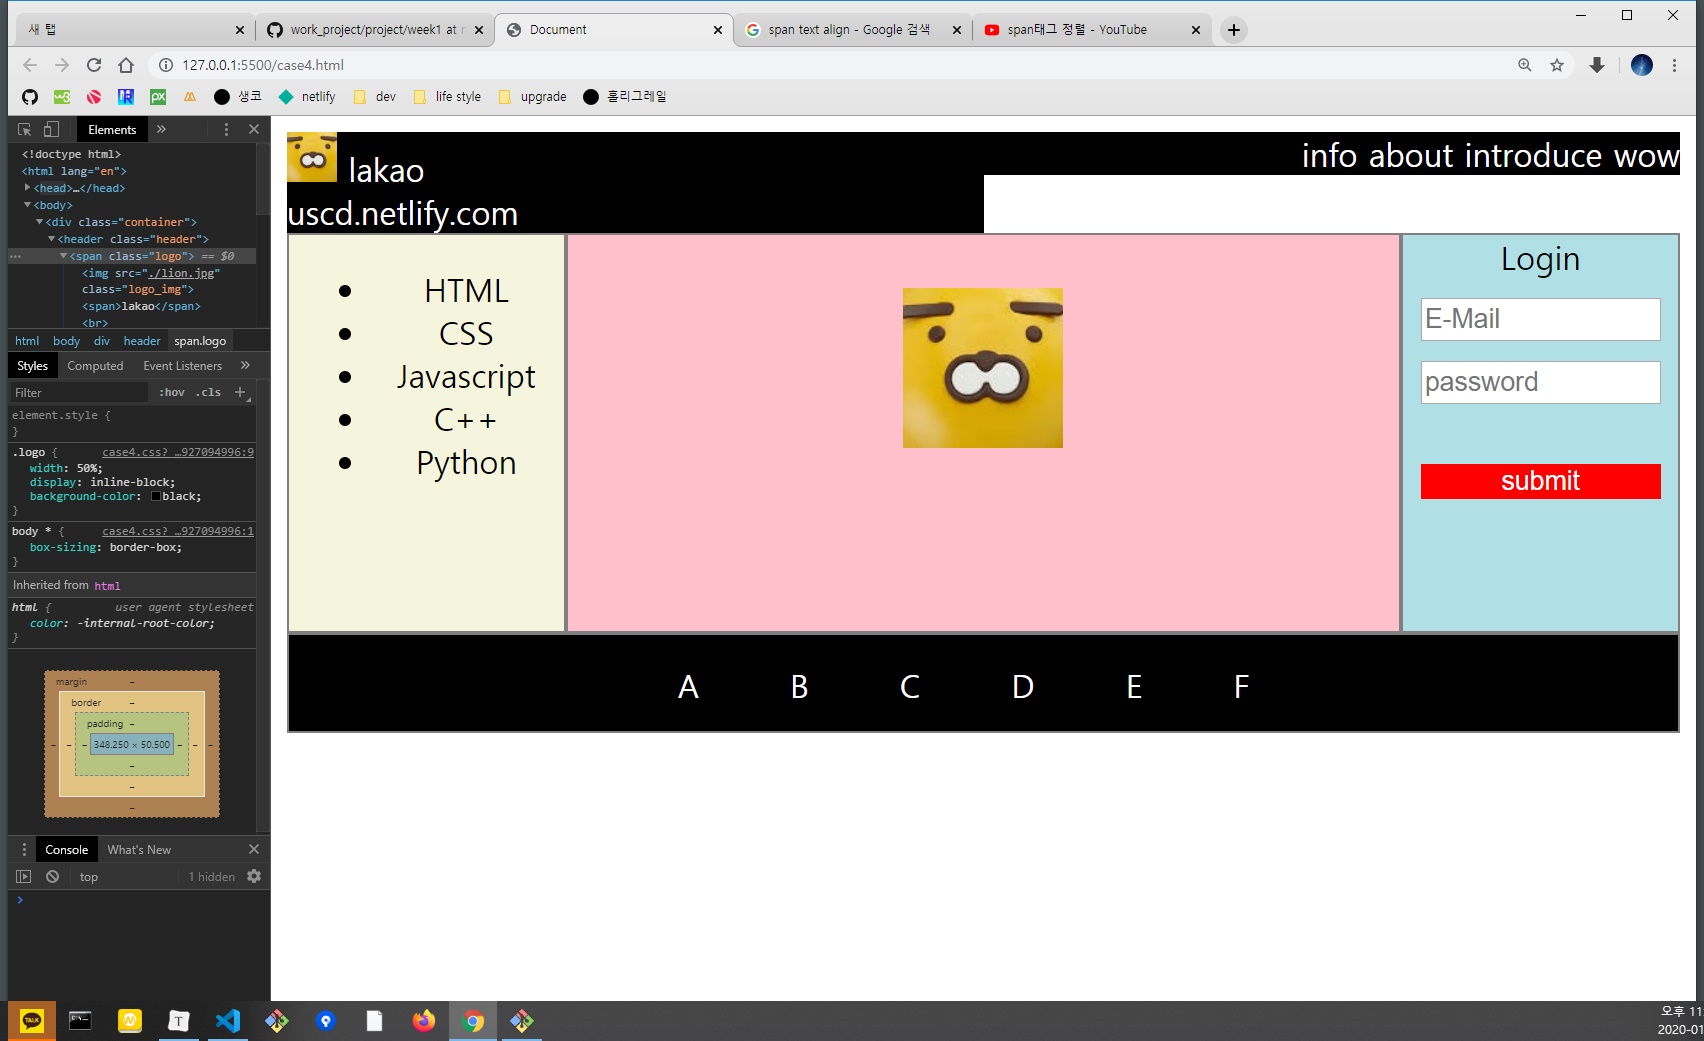 새 탭
work_project/project/week1 at
Document
span text align - Google 검색
span태그 정렬 - YouTube
127.0.0.1:5500/case4.html
생코
netlify
dev
life style
upgrade
홀리그레일
Elements
<!doctype html>
<html lang="en">
<head>…</head>
<body>
<div class="container">
<header class="header">
<span class="logo"> == $0
<img src="./lion.jpg"
class="logo_img">
<span>lakao</span>
<br>
html body div header span.logo
Styles Computed Event Listeners
Filter :hov .cls
element.style {
}
.logo { case4.css? …927094996:9
width: 50%;
display: inline-block;
background-color: black;
}
body * { case4.css? …927094996:1
box-sizing: border-box;
}
Inherited from html
html { user agent stylesheet
color: -internal-root-color;
}
margin -
border -
padding -
- - - 348.250 × 50.500 - - -
-
-
-
Console What's New
top 1 hidden
>
lakao
uscd.netlify.com
info about introduce wow
HTML
CSS
Javascript
C++
Python
Login
E-Mail
password
submit
A B C D E F
TALK
T
오후 11:
2020-01